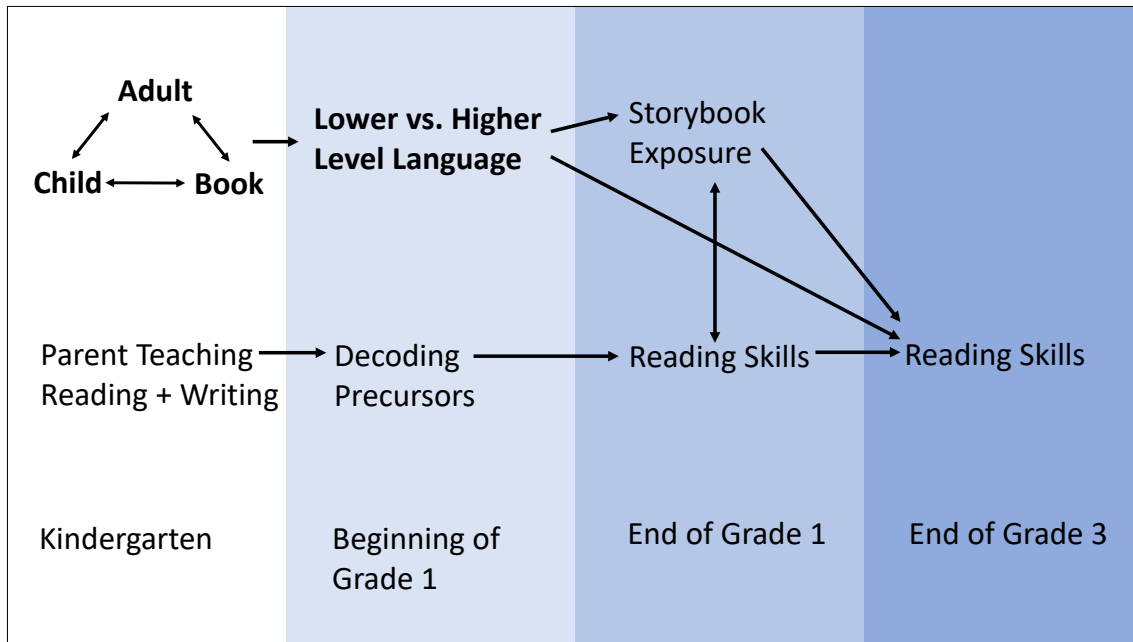 Adult
Child
Book
Lower vs. Higher
Level Language
Storybook
Exposure
Parent Teaching
Reading + Writing
Decoding
Precursors
Reading Skills
Reading Skills
Kindergarten
Beginning of
Grade 1
End of Grade 1
End of Grade 3